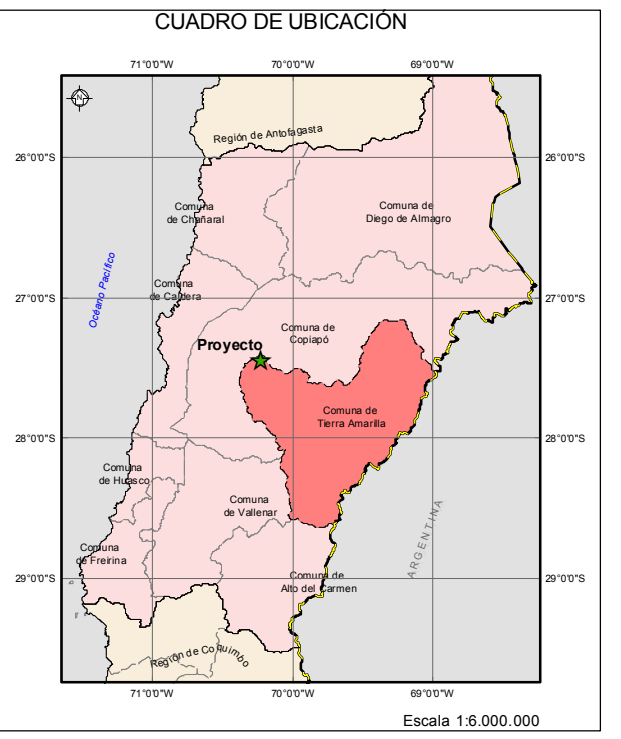 CUADRO DE UBICACIÓN
71°0'0"W 70°0'0"W 69°0'0"W
N
Región de Antofagasta
26°0'0"S 26°0'0"S
Comuna
de Chañaral
Comuna de
Diego de Almagro
Océano Pacífico
Comuna
de Caldera
27°0'0"S 27°0'0"S
Comuna de
Copiapó
Proyecto
Comuna de
Tierra Amarilla
28°0'0"S 28°0'0"S
Comuna
de Huasco
Comuna
de Vallenar
ARGENTINA
Comuna
de Freirina
29°0'0"S 29°0'0"S
Comuna de
Alto del Carmen
Región de Coquimbo
71°0'0"W 70°0'0"W 69°0'0"W
Escala 1:6.000.000